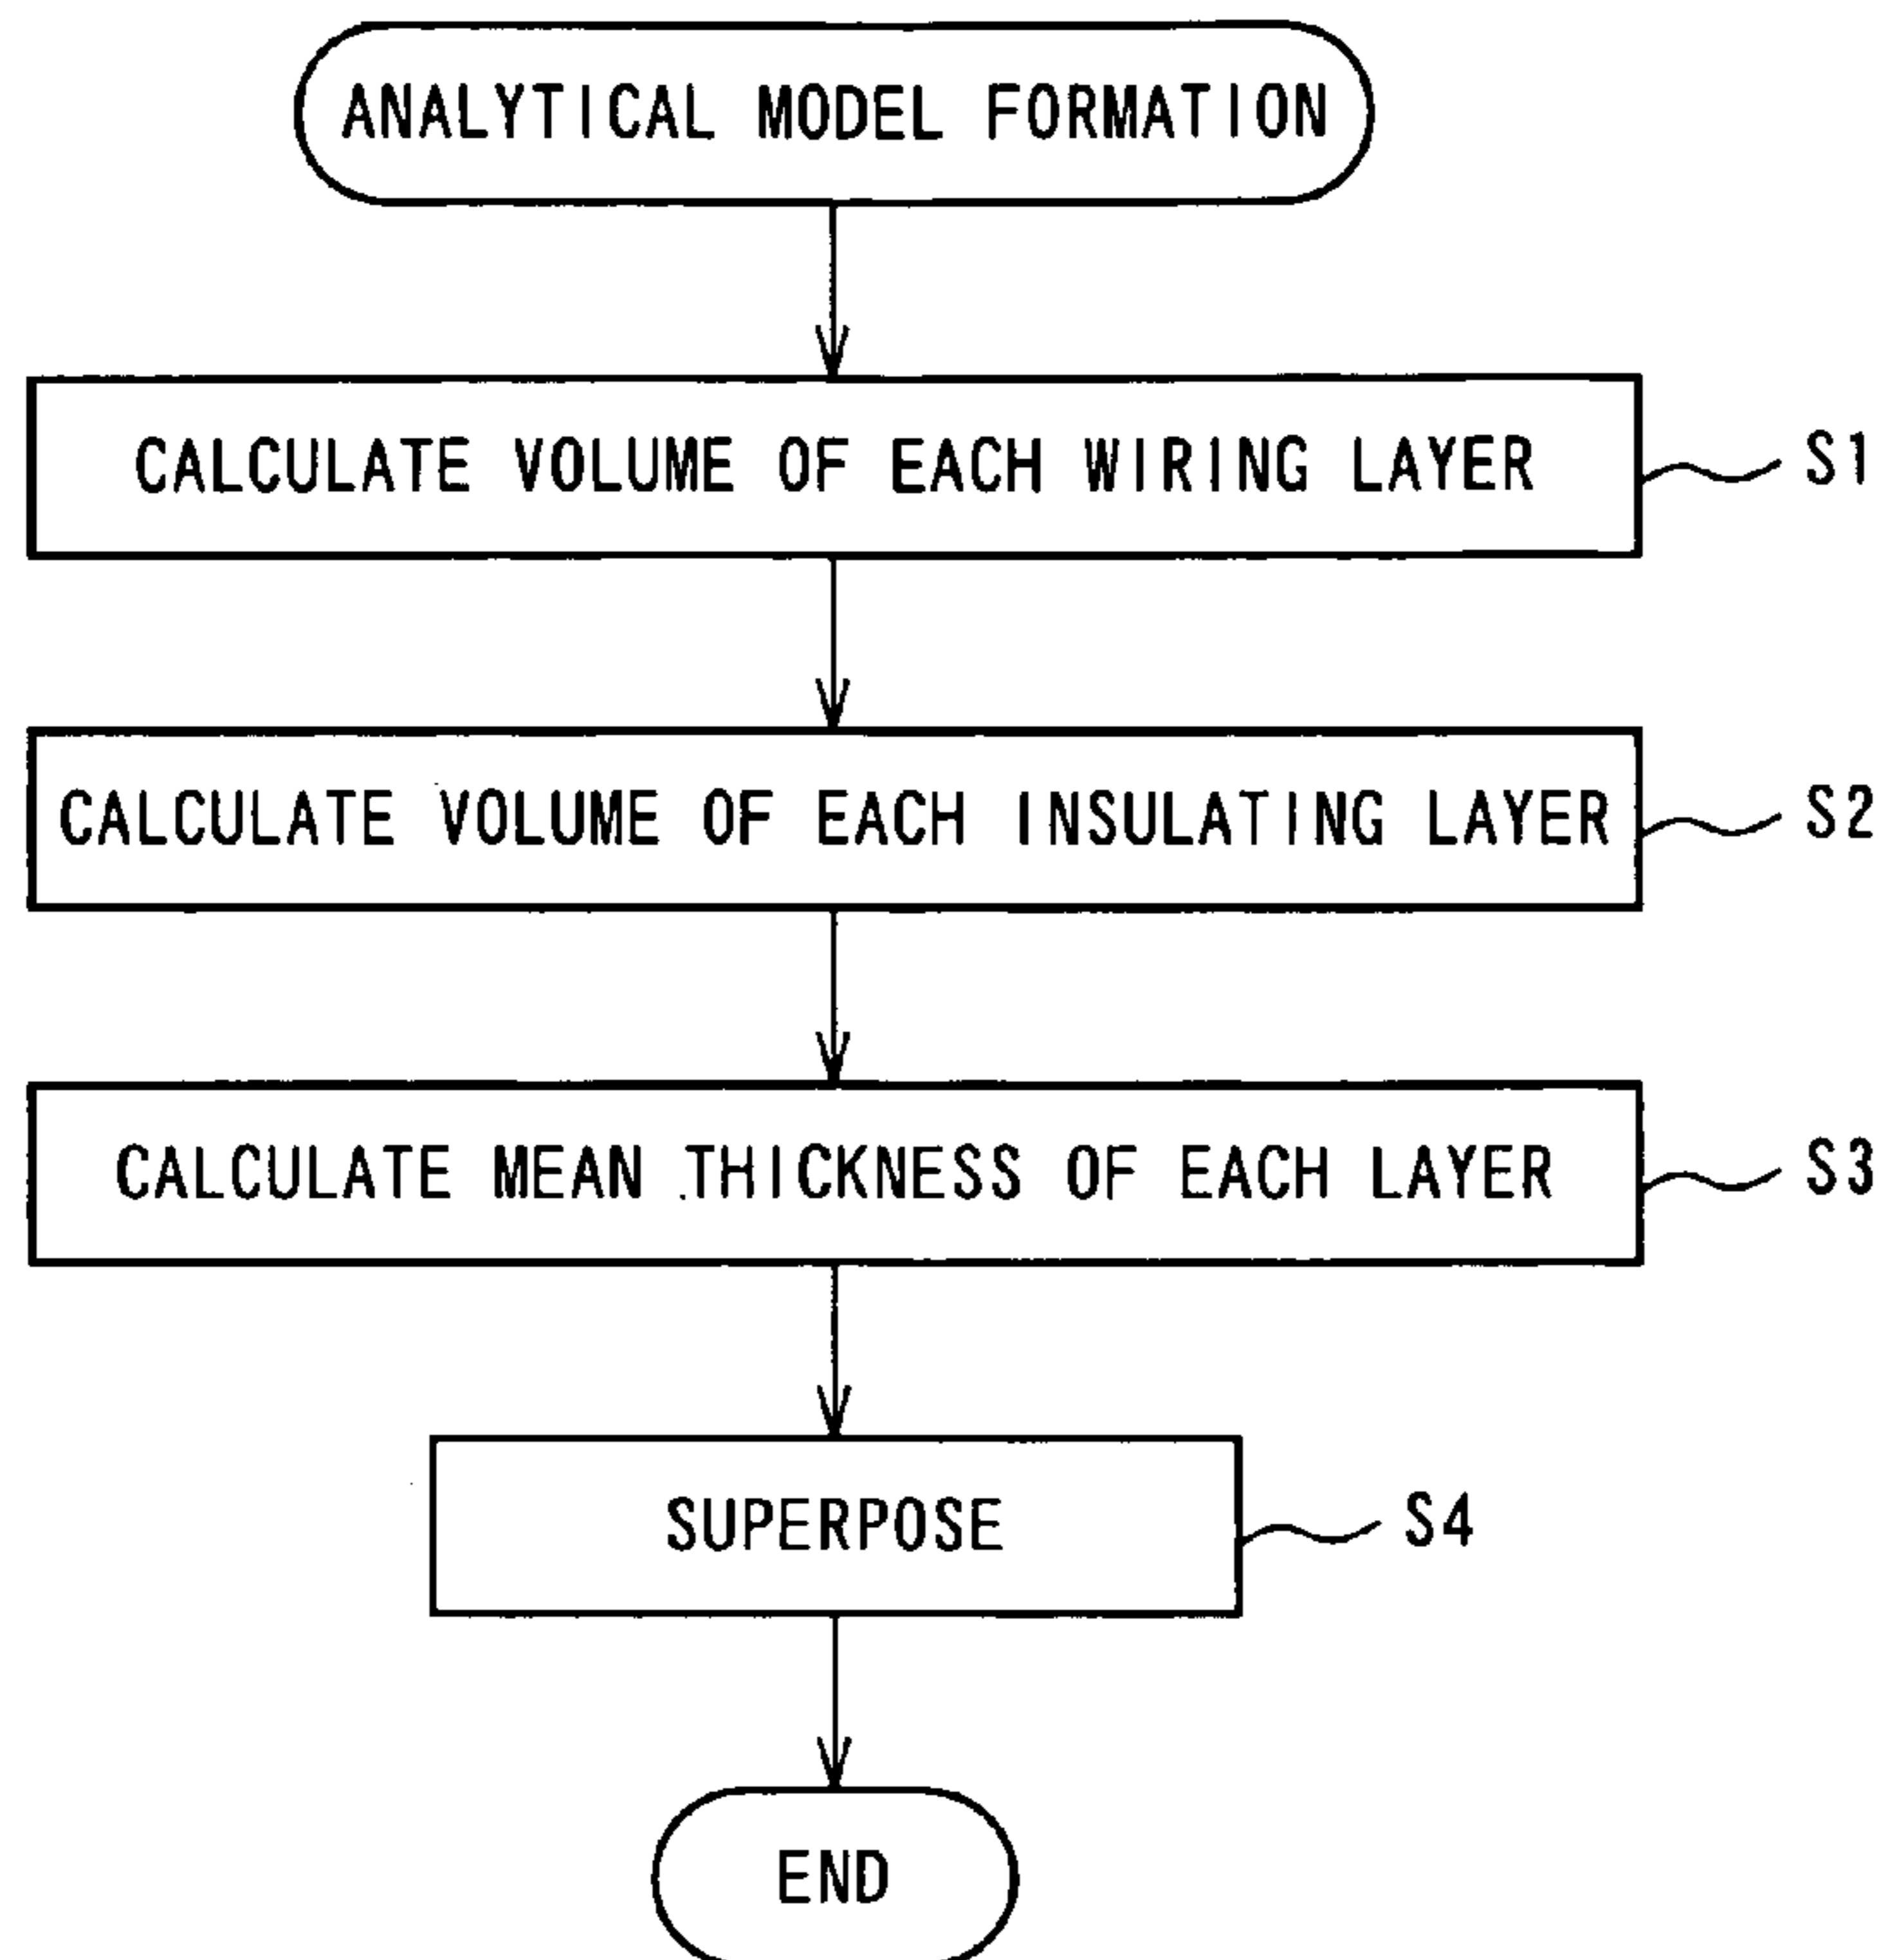 ANALYTICAL MODEL FORMATION
CALCULATE VOLUME OF EACH WIRING LAYER
S1
CALCULATE VOLUME OF EACH INSULATING LAYER
S2
CALCULATE MEAN THICKNESS OF EACH LAYER
S3
SUPERPOSE
S4
END